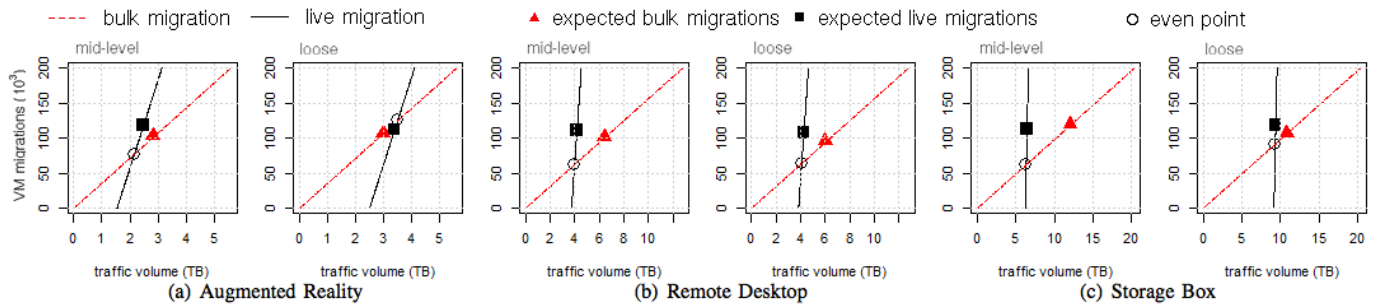 bulk migration live migration expected bulk migrations expected live migrations even point
mid-level loose mid-level loose mid-level loose
VM migrations (10³)
200 200 200 200 200 200
150 150 150 150 150 150
100 100 100 100 100 100
50 50 50 50 50 50
0 0 0 0 0 0
0 1 2 3 4 5 0 1 2 3 4 5 0 2 4 6 8 10 0 2 4 6 8 10 0 5 10 15 20 0 5 10 15 20
traffic volume (TB) traffic volume (TB) traffic volume (TB) traffic volume (TB) traffic volume (TB) traffic volume (TB)
(a) Augmented Reality (b) Remote Desktop (c) Storage Box